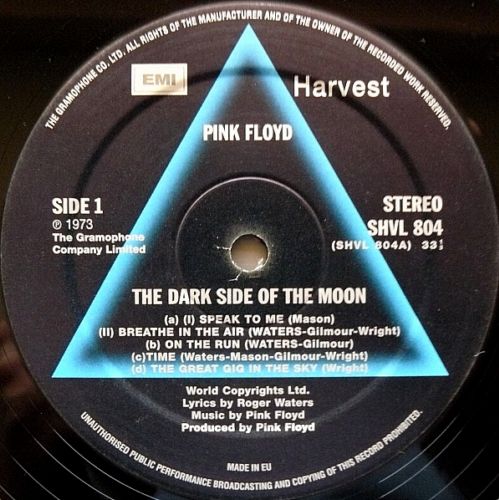 THE GRAMOPHONE CO. LTD. ALL RIGHTS OF THE MANUFACTURER AND OF THE OWNER OF THE RECORDED WORK RESERVED.
EMI
Harvest
PINK FLOYD
SIDE 1
℗ 1973
The Gramophone
Company Limited
STEREO
SHVL 804
(SHVL 804A) 33⅓
THE DARK SIDE OF THE MOON
(a) (I) SPEAK TO ME (Mason)
(II) BREATHE IN THE AIR (WATERS-Gilmour-Wright)
(b) ON THE RUN (WATERS-Gilmour)
(c)TIME (Waters-Mason-Gilmour-Wright)
(d) THE GREAT GIG IN THE SKY (Wright)
World Copyrights Ltd.
Lyrics by Roger Waters
Music by Pink Floyd
Produced by Pink Floyd
UNAUTHORISED PUBLIC PERFORMANCE BROADCASTING AND COPYING OF THIS RECORD PROHIBITED.
MADE IN EU